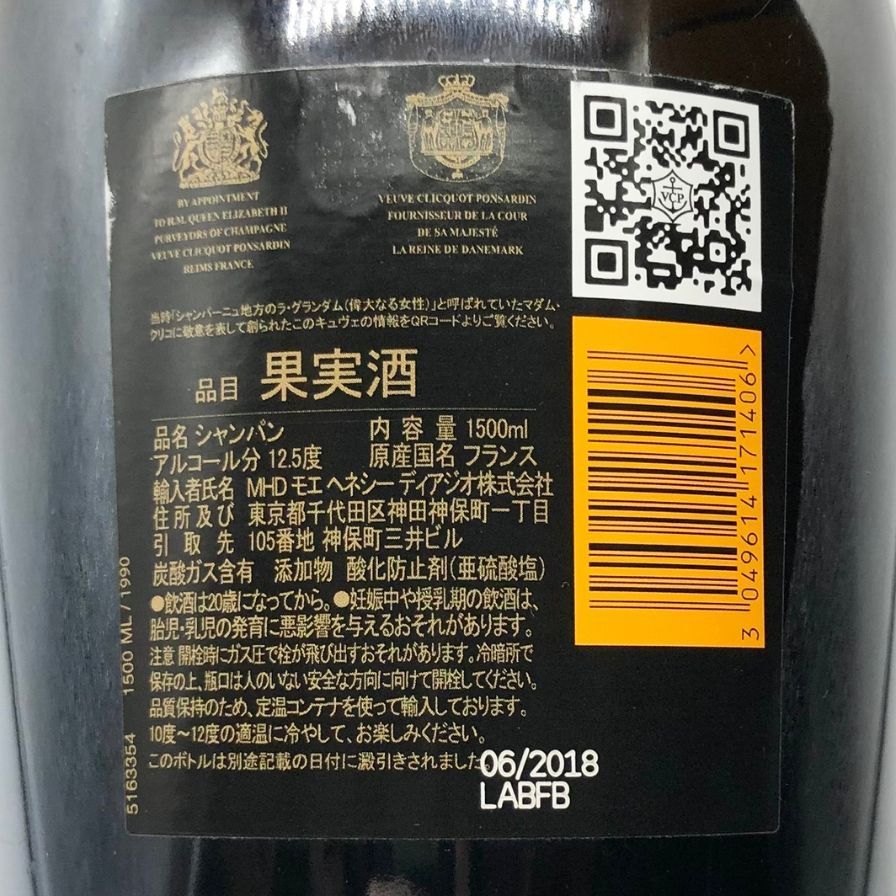 BY APPOINTMENT
TO H.M. QUEEN ELIZABETH II
PURVEYORS OF CHAMPAGNE
VEUVE CLICQUOT PONSARDIN
REIMS FRANCE
VEUVE CLICQUOT PONSARDIN
FOURNISSEUR DE LA COUR
DE SA MAJESTÉ
LA REINE DE DANEMARK
VCP
当時「シャンパーニュ地方のラ・グランダム(偉大なる女性)」と呼ばれていたマダム・
クリコに敬意を表して創られたこのキュヴェの情報をQRコードよりご覧ください。
品目 果実酒
品名 シャンパン 内容量 1500ml
アルコール分 12.5度 原産国名 フランス
輸入者氏名 MHD モエ ヘネシー ディアジオ株式会社
住所及び 東京都千代田区神田神保町一丁目
引取先 105番地 神保町三井ビル
炭酸ガス含有 添加物 酸化防止剤(亜硫酸塩)
●飲酒は20歳になってから。●妊娠中や授乳期の飲酒は、
胎児・乳児の発育に悪影響を与えるおそれがあります。
注意 開栓時にガス圧で栓が飛び出すおそれがあります。冷暗所で
保存の上、瓶口は人のいない安全な方向に向けて開栓してください。
品質保持のため、定温コンテナを使って輸入しております。
10度〜12度の適温に冷やして、お楽しみください。
このボトルは別途記載の日付に澱引きされました。
06/2018
LABFB
5163354 1500 ML / 1990
3 049614 171406 >